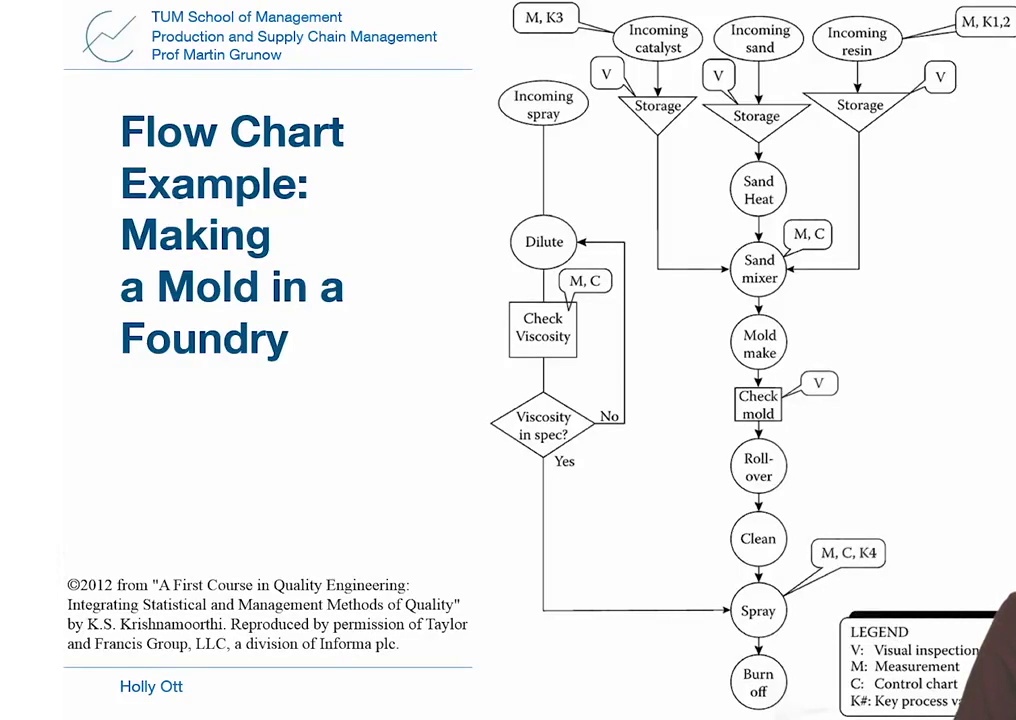 TUM School of Management
Production and Supply Chain Management
Prof Martin Grunow
Flow Chart
Example:
Making
a Mold in a
Foundry
©2012 from "A First Course in Quality Engineering:
Integrating Statistical and Management Methods of Quality"
by K.S. Krishnamoorthi. Reproduced by permission of Taylor
and Francis Group, LLC, a division of Informa plc.
Holly Ott
M, K3
Incoming
catalyst
Incoming
sand
Incoming
resin
M, K1,2
V
V
V
Storage
Storage
Storage
Incoming
spray
Sand
Heat
Dilute
M, C
Sand
mixer
M, C
Check
Viscosity
Mold
make
V
Check
mold
Viscosity
in spec?
No
Yes
Roll-
over
Clean
M, C, K4
Spray
Burn
off
LEGEND
V: Visual inspection
M: Measurement
C: Control chart
K#: Key process